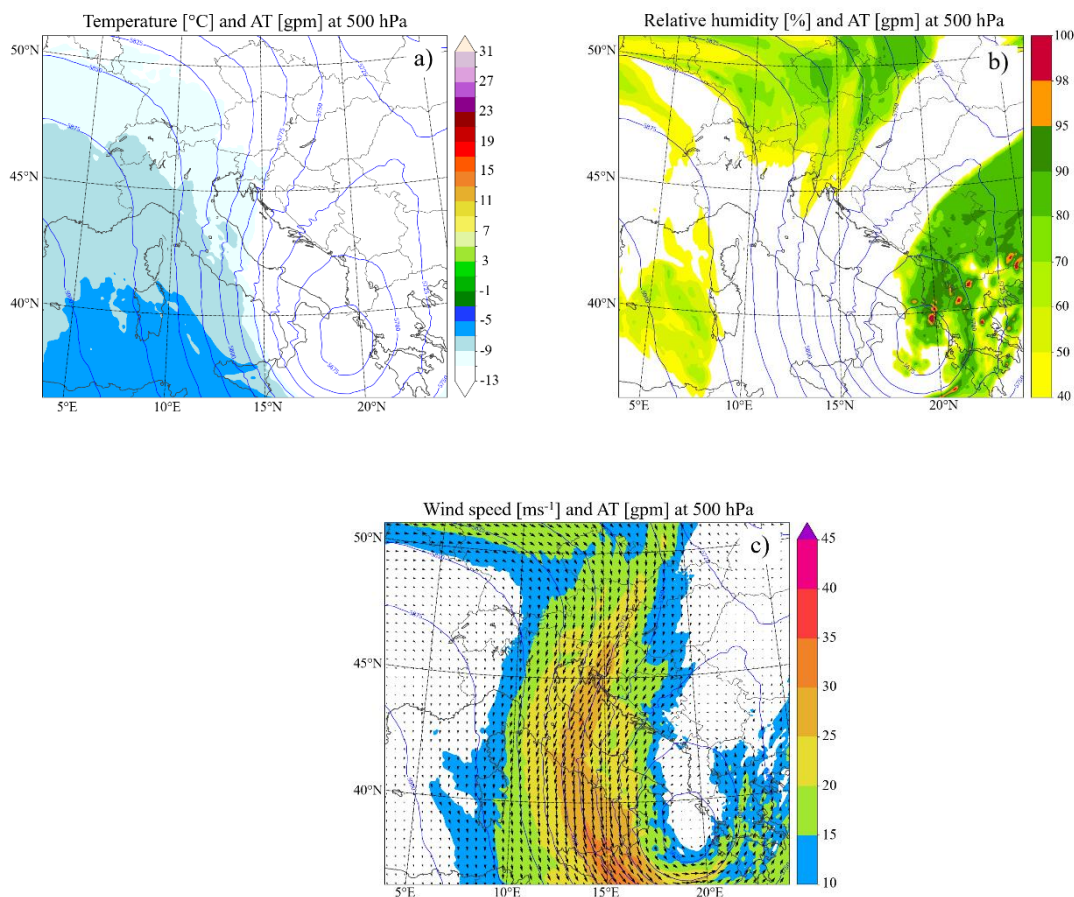 Temperature [°C] and AT [gpm] at 500 hPa
a)
50°N
45°N
40°N
5°E
10°E
15°E
20°E
31
27
23
19
15
11
7
3
-1
-5
-9
-13
Relative humidity [%] and AT [gpm] at 500 hPa
b)
50°N
45°N
40°N
5°E
10°E
15°E
20°E
100
98
95
90
80
70
60
50
40
Wind speed [ms-1] and AT [gpm] at 500 hPa
c)
50°N
45°N
40°N
5°E
10°E
15°E
20°E
45
40
35
30
25
20
15
10